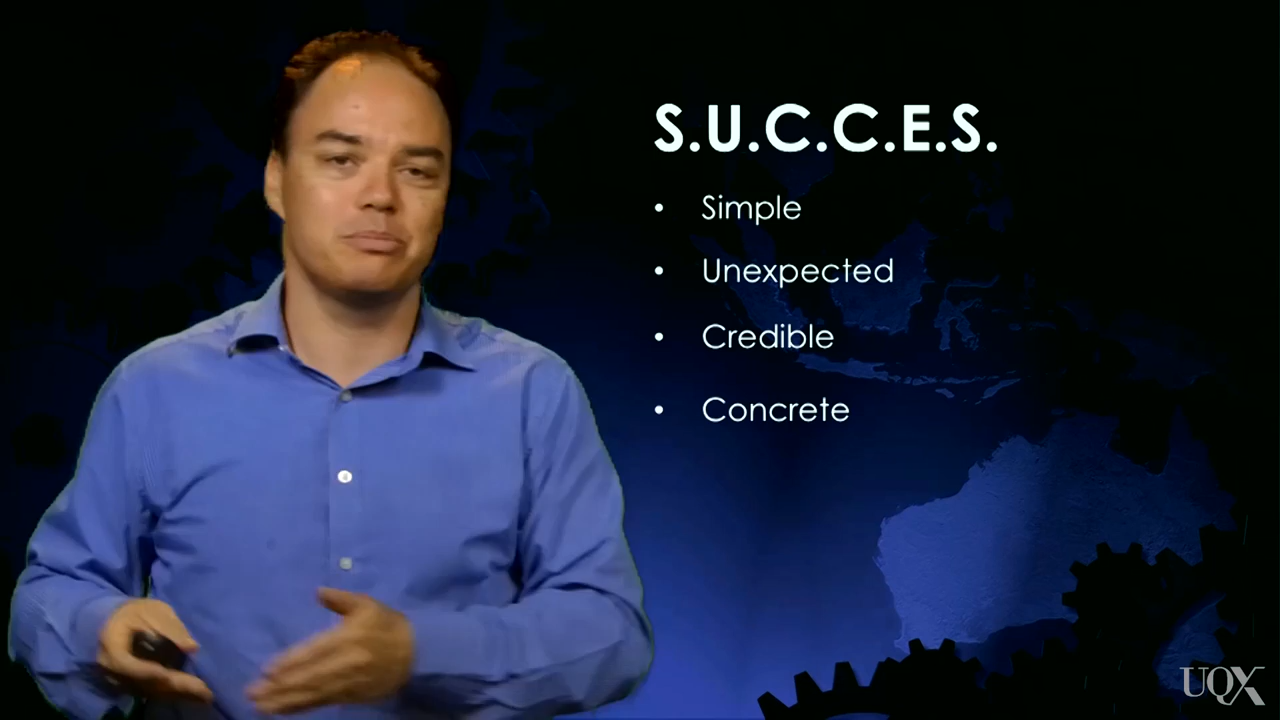 S.U.C.C.E.S.
• Simple
• Unexpected
• Credible
• Concrete
UQX